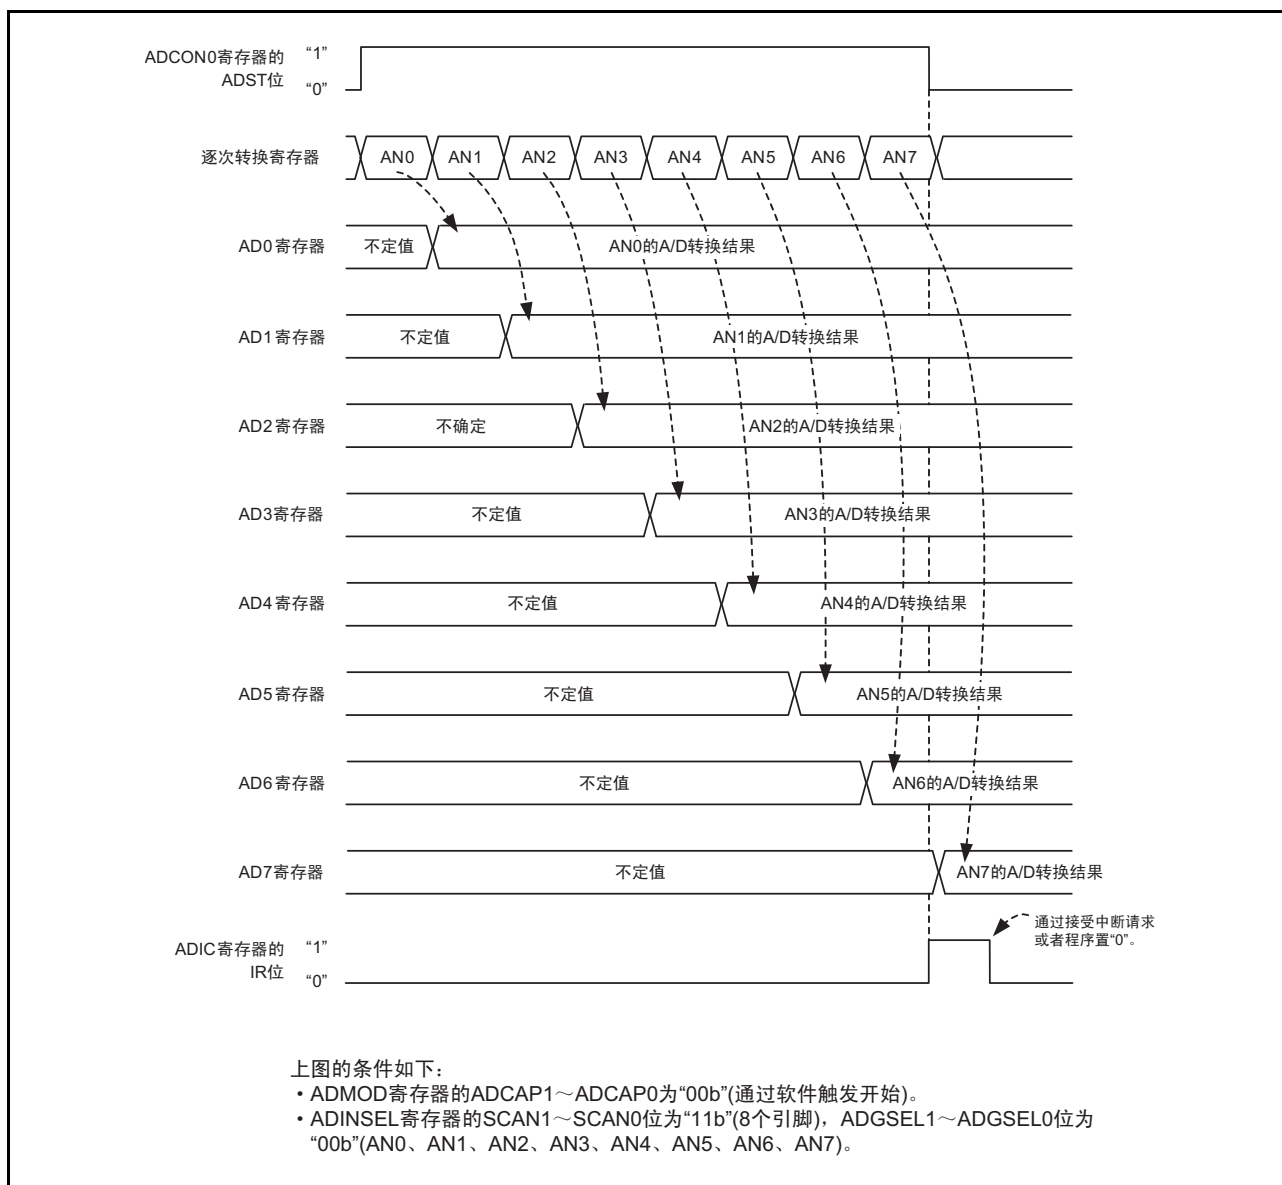 ADCON0寄存器的 “1”
ADST位 “0”
逐次转换寄存器 AN0 AN1 AN2 AN3 AN4 AN5 AN6 AN7
AD0寄存器 不定值 AN0的A/D转换结果
AD1寄存器 不定值 AN1的A/D转换结果
AD2寄存器 不确定 AN2的A/D转换结果
AD3寄存器 不定值 AN3的A/D转换结果
AD4寄存器 不定值 AN4的A/D转换结果
AD5寄存器 不定值 AN5的A/D转换结果
AD6寄存器 不定值 AN6的A/D转换结果
AD7寄存器 不定值 AN7的A/D转换结果
通过接受中断请求
或者程序置“0”。
ADIC寄存器的 “1”
IR位 “0”
上图的条件如下：
・ADMOD寄存器的ADCAP1～ADCAP0为“00b”(通过软件触发开始)。
・ADINSEL寄存器的SCAN1～SCAN0位为“11b”(8个引脚)，ADGSEL1～ADGSEL0位为
“00b”(AN0、AN1、AN2、AN3、AN4、AN5、AN6、AN7)。